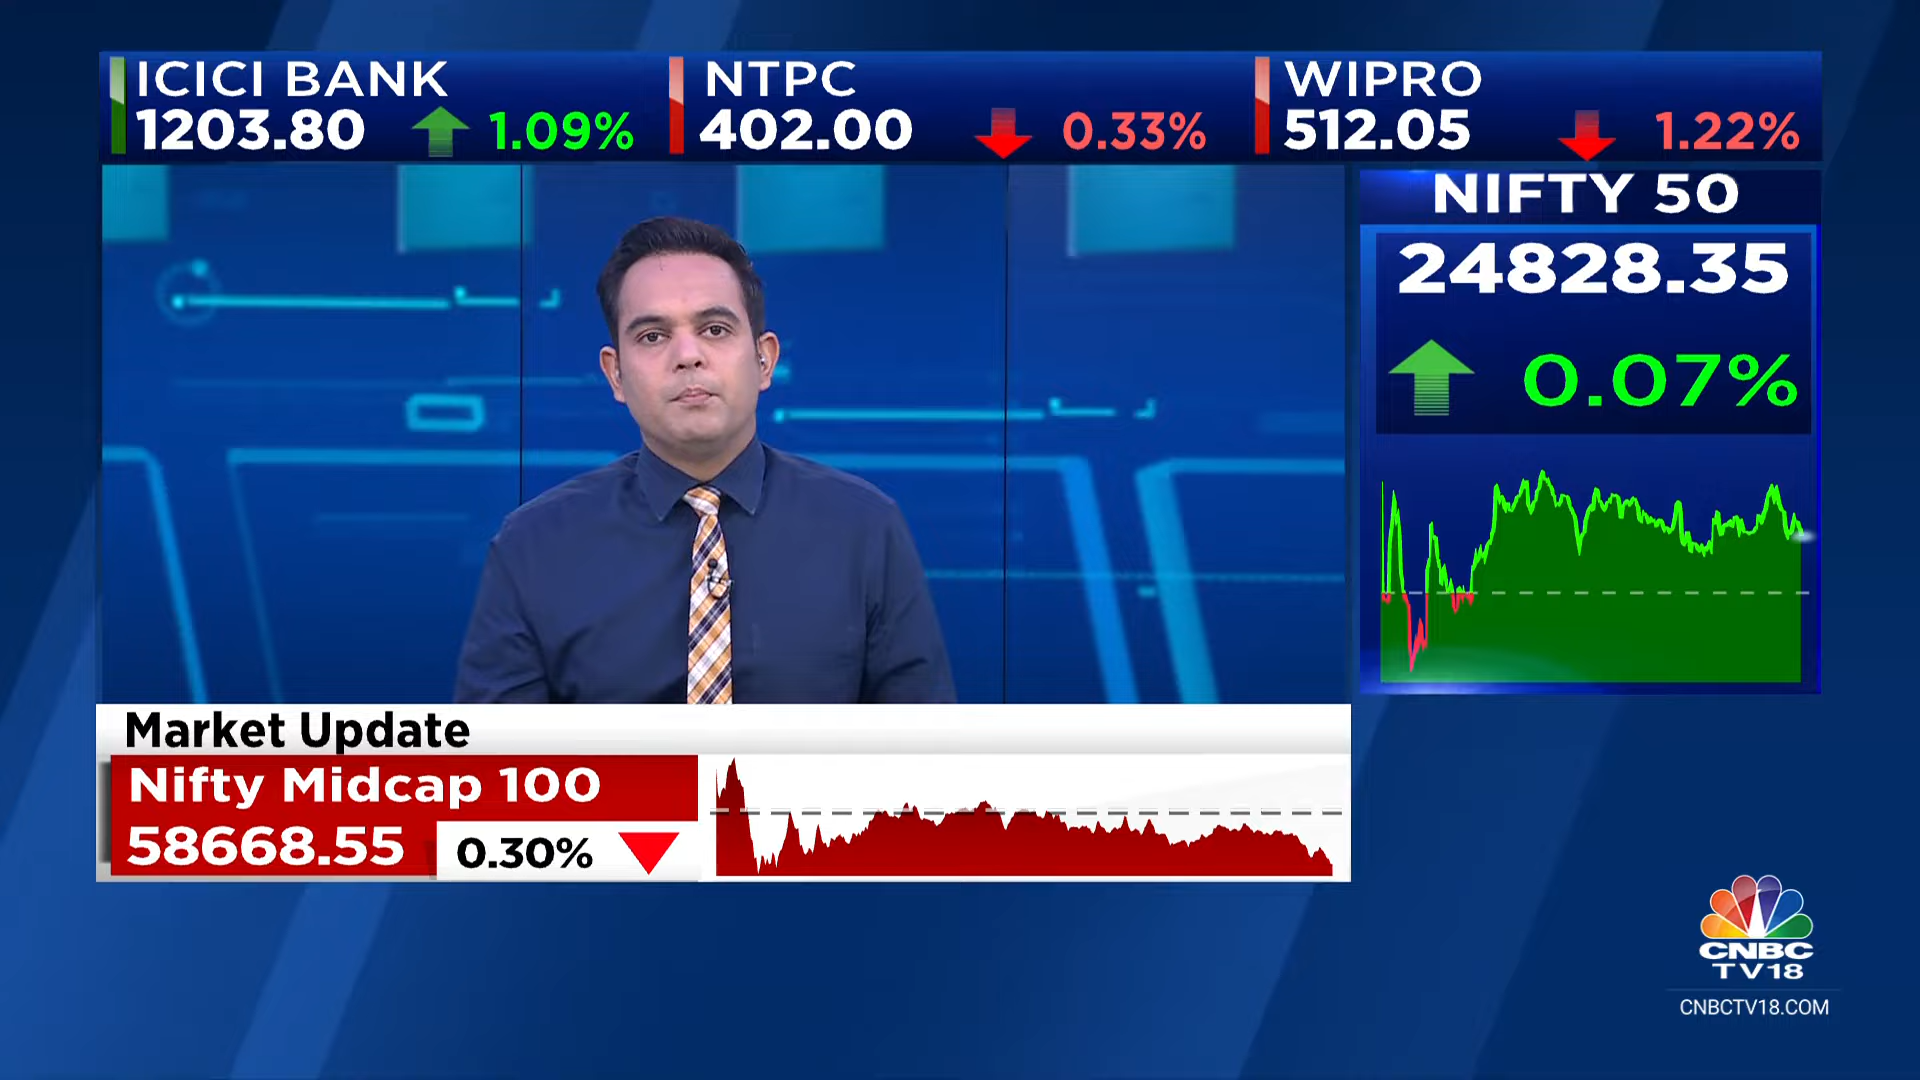 ICICI BANK
1203.80 1.09%
NTPC
402.00 0.33%
WIPRO
512.05 1.22%
NIFTY 50
24828.35
0.07%
Market Update
Nifty Midcap 100
58668.55 0.30%
CNBC
TV18
CNBCTV18.COM